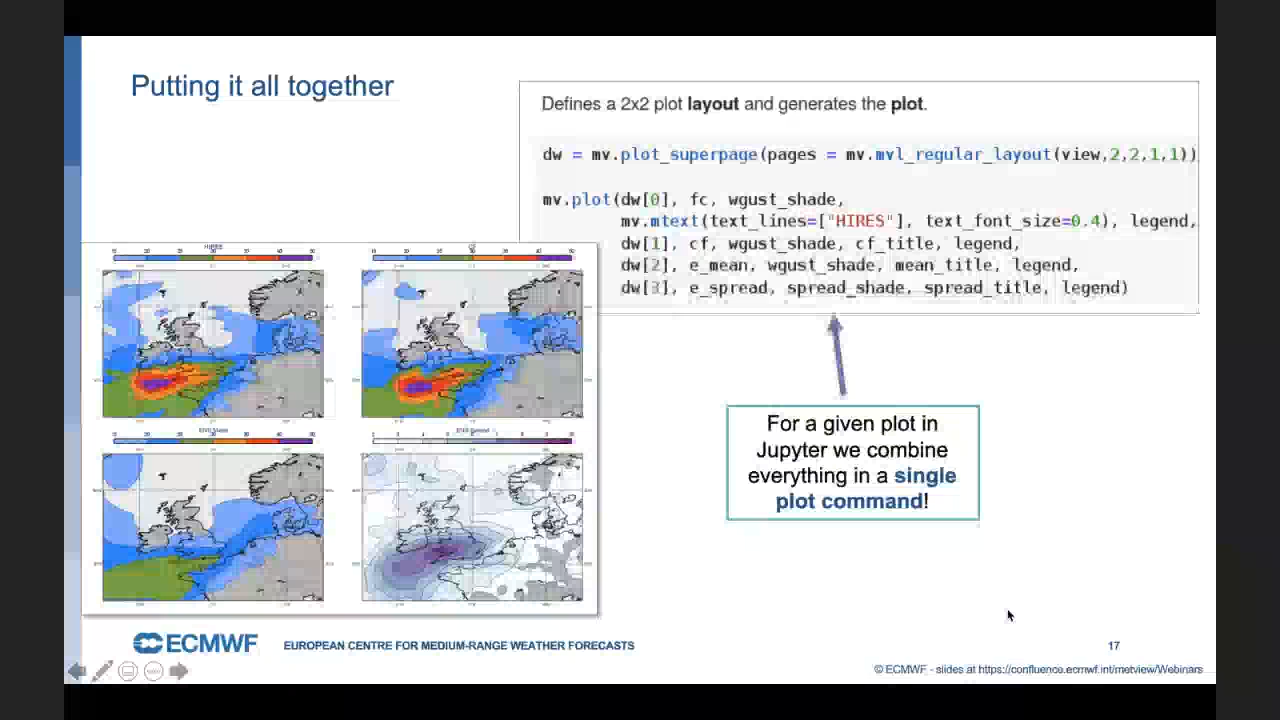 Putting it all together
Defines a 2x2 plot layout and generates the plot.
dw = mv.plot_superpage(pages = mv.mvl_regular_layout(view,2,2,1,1))
mv.plot(dw[0], fc, wgust_shade,
mv.mtext(text_lines=["HIRES"], text_font_size=0.4), legend,
dw[1], cf, wgust_shade, cf_title, legend,
dw[2], e_mean, wgust_shade, mean_title, legend,
dw[3], e_spread, spread_shade, spread_title, legend)
HIRES
For a given plot in
Jupyter we combine
everything in a single
plot command!
ECMWF
EUROPEAN CENTRE FOR MEDIUM-RANGE WEATHER FORECASTS
17
© ECMWF - slides at https://confluence.ecmwf.int/metview/Webinars